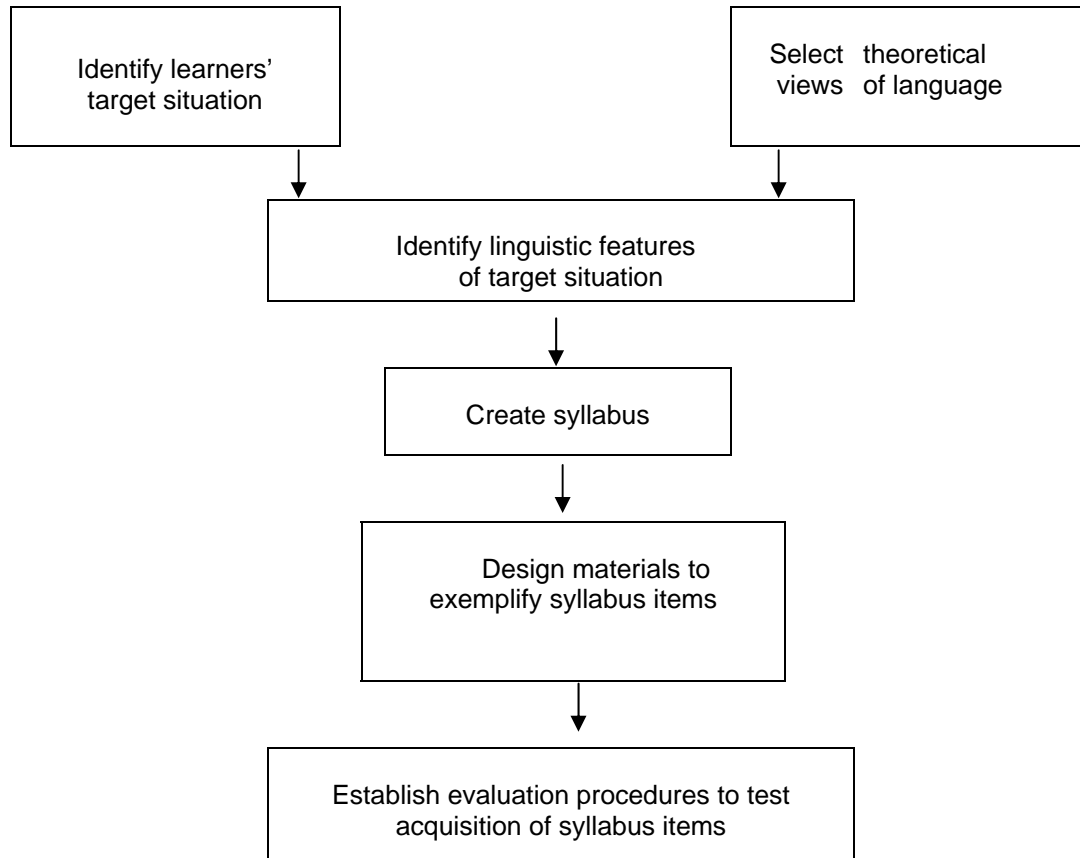 Identify learners’
target situation
Select theoretical
views of language
Identify linguistic features
of target situation
Create syllabus
Design materials to
exemplify syllabus items
Establish evaluation procedures to test
acquisition of syllabus items